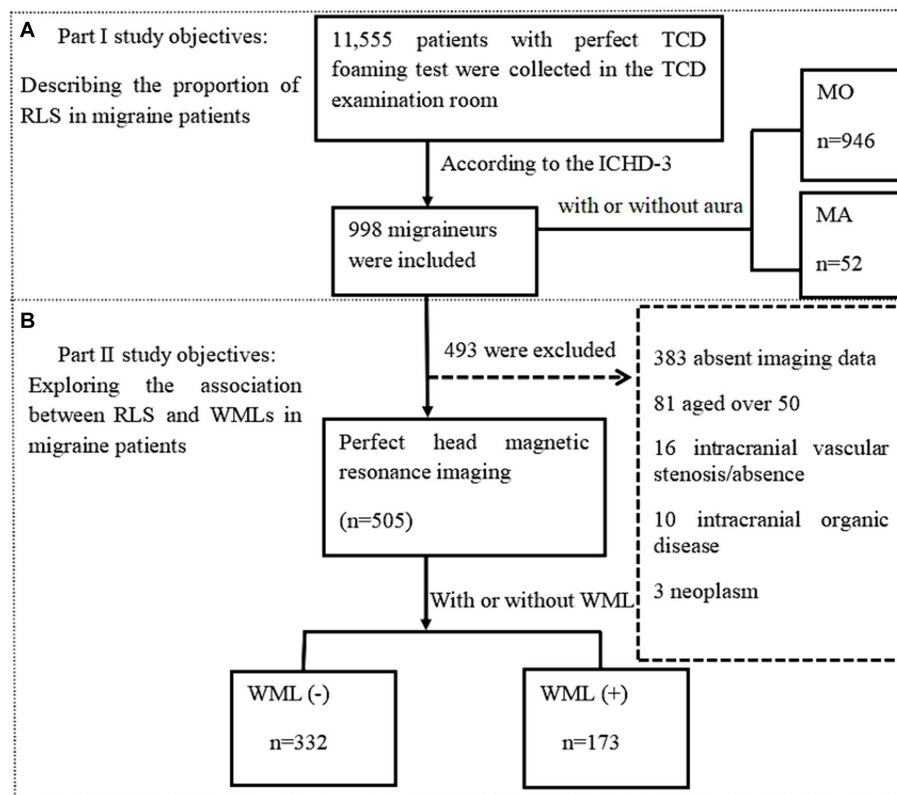 A
Part I study objectives:
Describing the proportion of
RLS in migraine patients
11,555 patients with perfect TCD
foaming test were collected in the TCD
examination room
According to the ICHD-3
998 migraineurs
were included
with or without aura
MO
n=946
MA
n=52
B
Part II study objectives:
Exploring the association
between RLS and WMLs in
migraine patients
493 were excluded
383 absent imaging data
81 aged over 50
16 intracranial vascular
stenosis/absence
10 intracranial organic
disease
3 neoplasm
Perfect head magnetic
resonance imaging
(n=505)
With or without WML
WML (-)
n=332
WML (+)
n=173